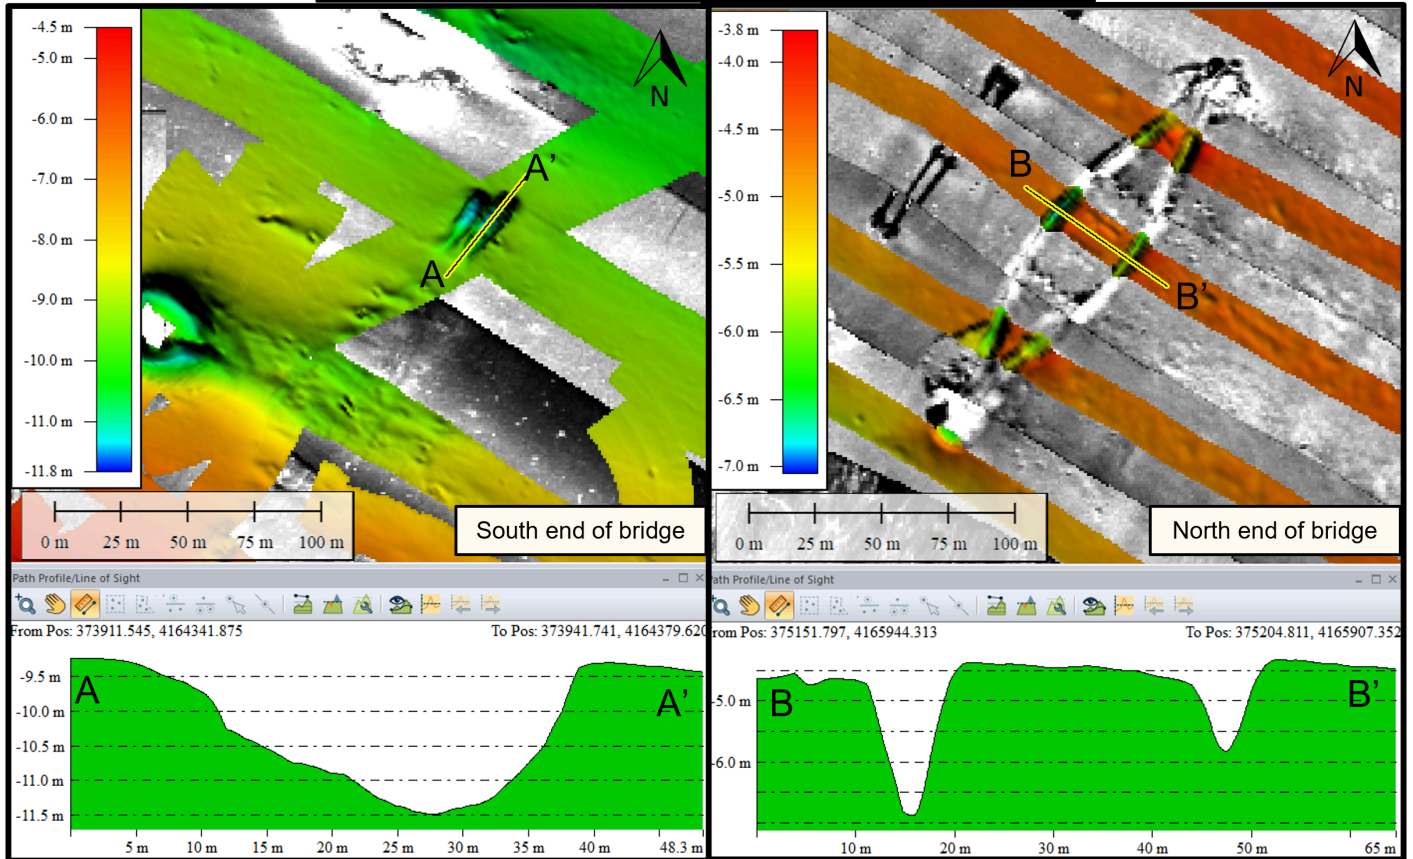 -4.5 m
-5.0 m
-6.0 m
-7.0 m
-8.0 m
-9.0 m
-10.0 m
-11.0 m
-11.8 m
N
A'
A
0 m 25 m 50 m 75 m 100 m
South end of bridge
-3.8 m
-4.0 m
-4.5 m
-5.0 m
-5.5 m
-6.0 m
-6.5 m
-7.0 m
N
B
B'
0 m 25 m 50 m 75 m 100 m
North end of bridge
Path Profile/Line of Sight
From Pos: 373911.545, 4164341.875 To Pos: 373941.741, 4164379.620
-9.5 m
-10.0 m
-10.5 m
-11.0 m
-11.5 m
A A'
5 m 10 m 15 m 20 m 25 m 30 m 35 m 40 m 48.3 m
Path Profile/Line of Sight
From Pos: 375151.797, 4165944.313 To Pos: 375204.811, 4165907.352
-5.0 m
-6.0 m
B B'
10 m 20 m 30 m 40 m 50 m 65 m